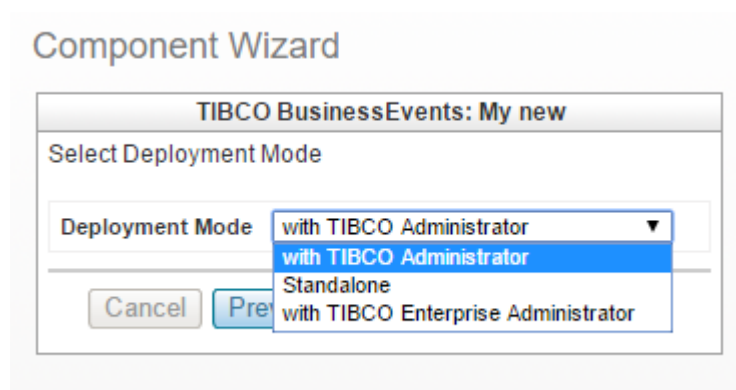 Component Wizard
TIBCO BusinessEvents: My new
Select Deployment Mode
Deployment Mode with TIBCO Administrator
with TIBCO Administrator
Standalone
with TIBCO Enterprise Administrator
Cancel